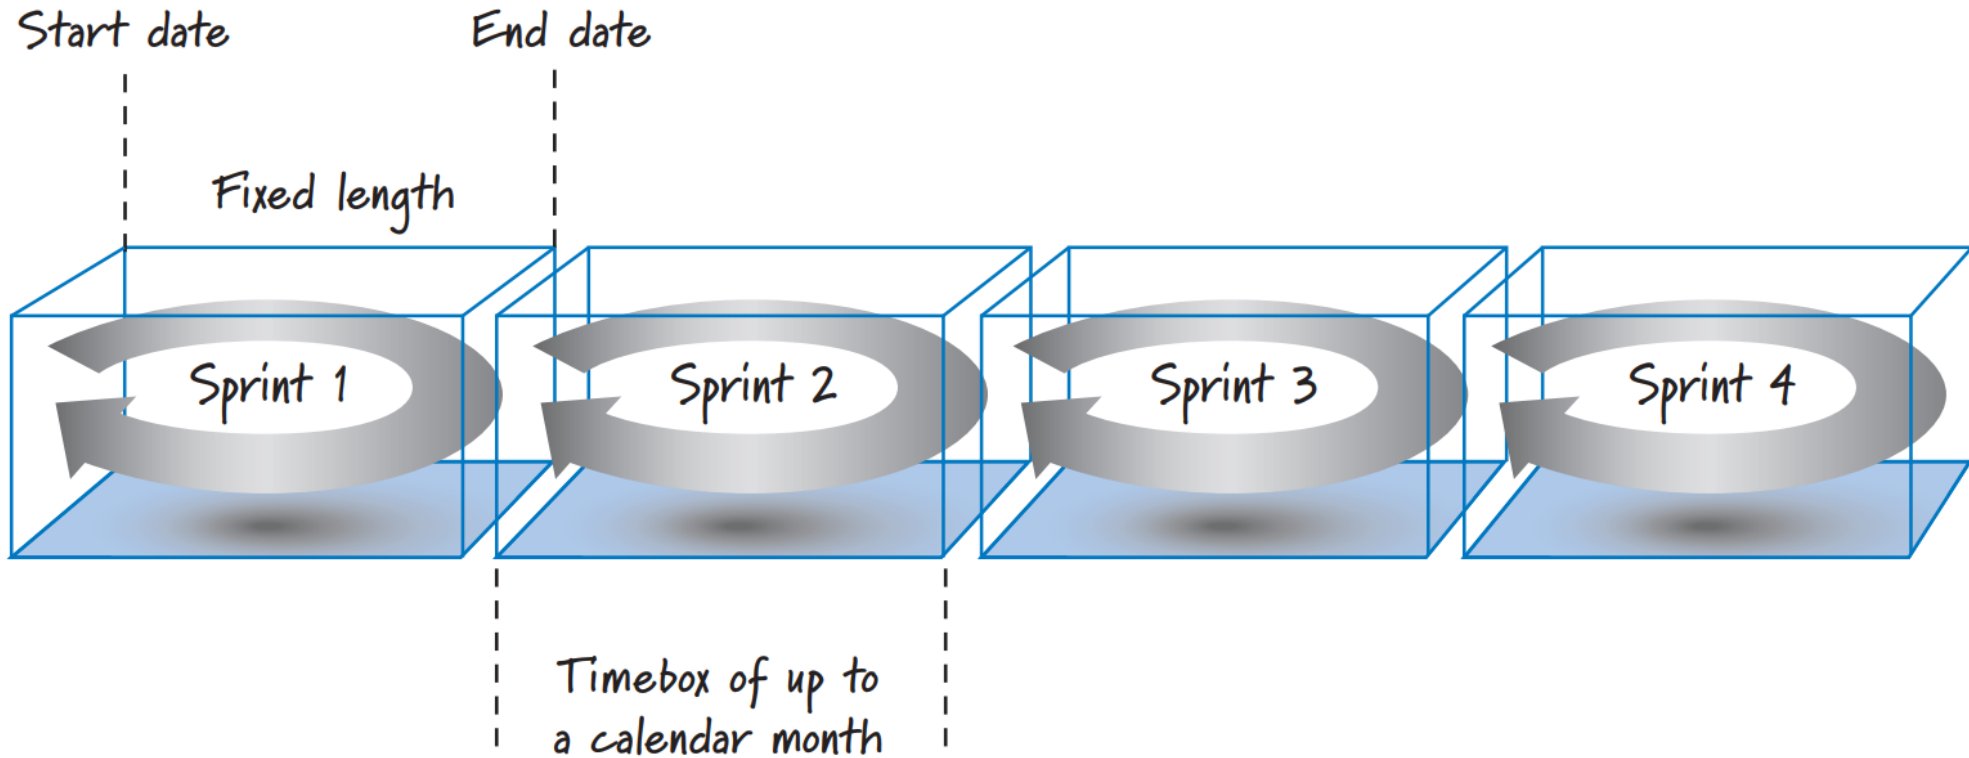 Start date
End date
Fixed length
Sprint 1
Sprint 2
Sprint 3
Sprint 4
Timebox of up to
a calendar month